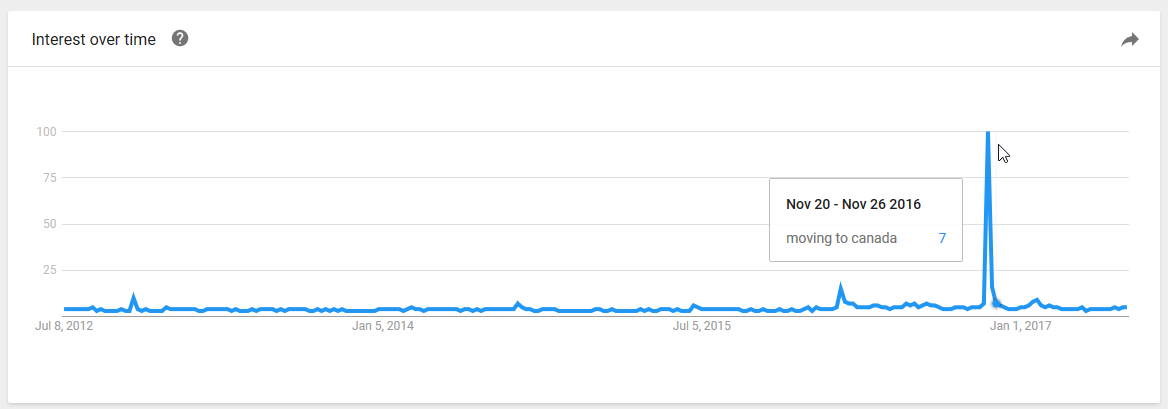 Interest over time ?
100
75
50
25
Nov 20 - Nov 26 2016
moving to canada 7
Jul 8, 2012 Jan 5, 2014 Jul 5, 2015 Jan 1, 2017